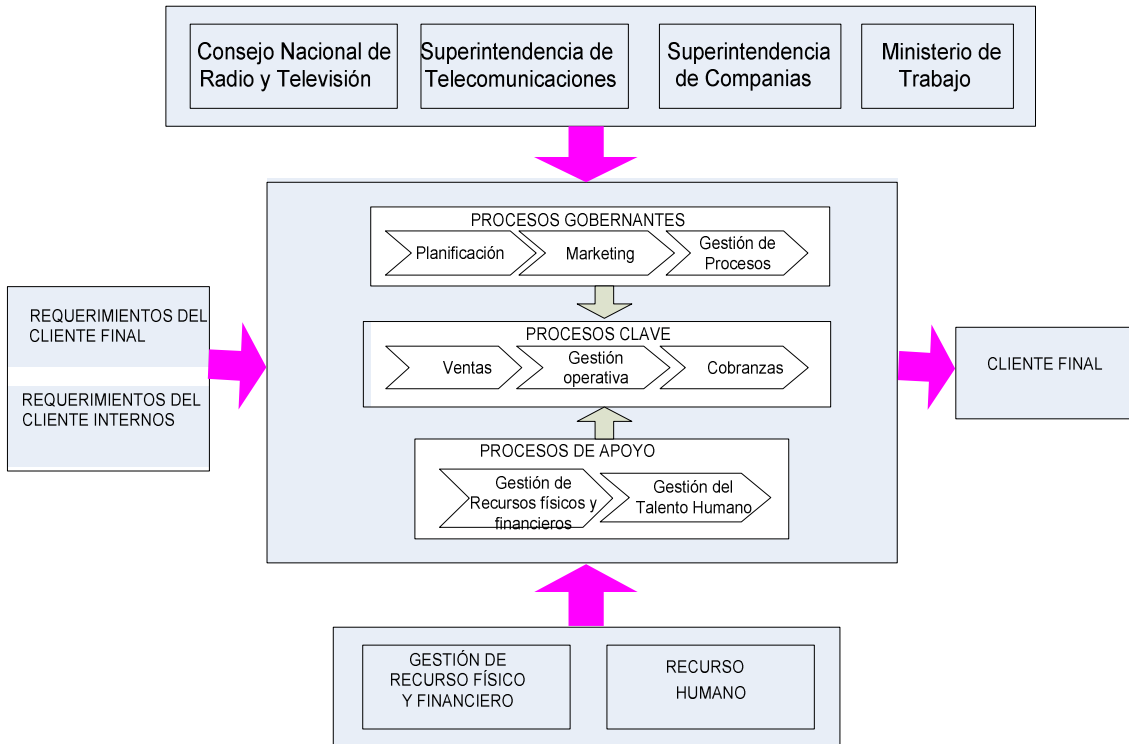 Consejo Nacional de
Radio y Televisión
Superintendencia de
Telecomunicaciones
Superintendencia
de Companias
Ministerio de
Trabajo
PROCESOS GOBERNANTES
Planificación
Marketing
Gestión de
Procesos
REQUERIMIENTOS DEL
CLIENTE FINAL
REQUERIMIENTOS DEL
CLIENTE INTERNOS
PROCESOS CLAVE
Ventas
Gestión
operativa
Cobranzas
CLIENTE FINAL
PROCESOS DE APOYO
Gestión de
Recursos físicos y
financieros
Gestión del
Talento Humano
GESTIÓN DE
RECURSO FÍSICO
Y FINANCIERO
RECURSO
HUMANO